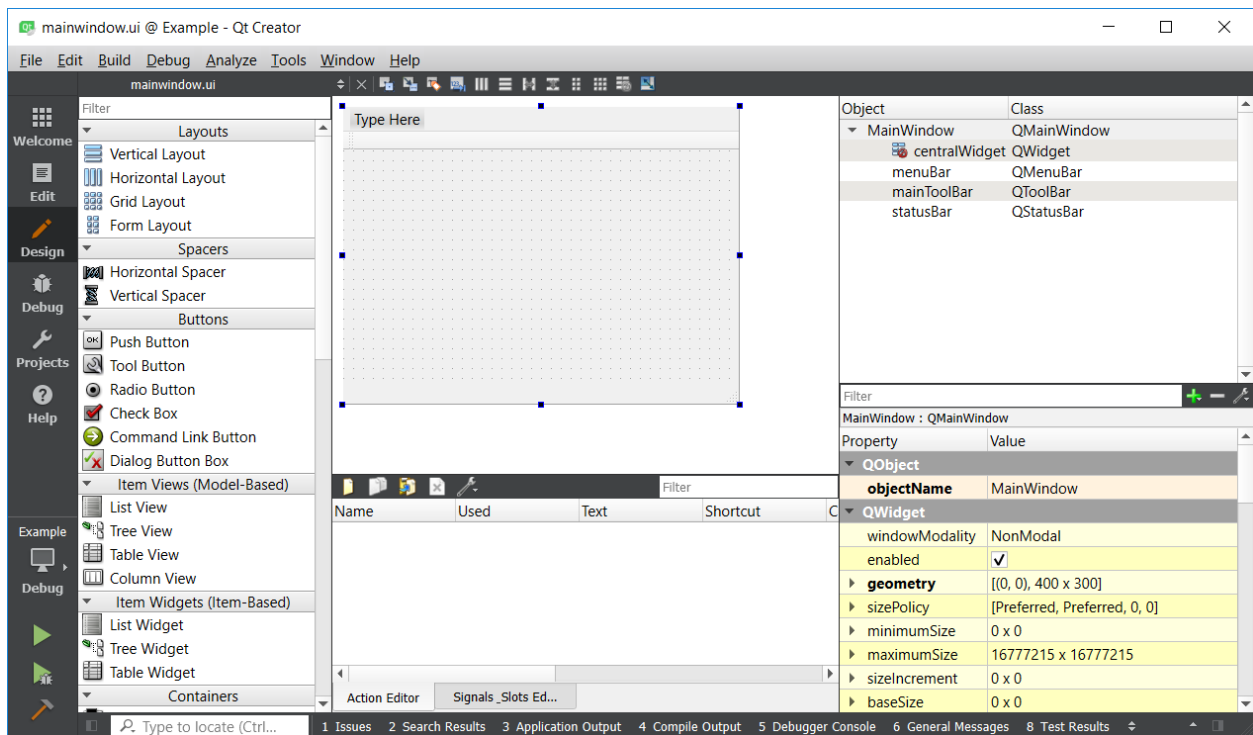 mainwindow.ui @ Example - Qt Creator
File Edit Build Debug Analyze Tools Window Help
mainwindow.ui
Welcome
Edit
Design
Debug
Projects
Help
Example
Debug
Filter
Layouts
Vertical Layout
Horizontal Layout
Grid Layout
Form Layout
Spacers
Horizontal Spacer
Vertical Spacer
Buttons
Push Button
Tool Button
Radio Button
Check Box
Command Link Button
Dialog Button Box
Item Views (Model-Based)
List View
Tree View
Table View
Column View
Item Widgets (Item-Based)
List Widget
Tree Widget
Table Widget
Containers
Type Here
Filter
Name Used Text Shortcut C
Action Editor Signals _Slots Ed...
Object Class
MainWindow QMainWindow
centralWidget QWidget
menuBar QMenuBar
mainToolBar QToolBar
statusBar QStatusBar
Filter
MainWindow : QMainWindow
Property Value
QObject
objectName MainWindow
QWidget
windowModality NonModal
enabled
geometry [(0, 0), 400 x 300]
sizePolicy [Preferred, Preferred, 0, 0]
minimumSize 0 x 0
maximumSize 16777215 x 16777215
sizeIncrement 0 x 0
baseSize 0 x 0
Type to locate (Ctrl... 1 Issues 2 Search Results 3 Application Output 4 Compile Output 5 Debugger Console 6 General Messages 8 Test Results